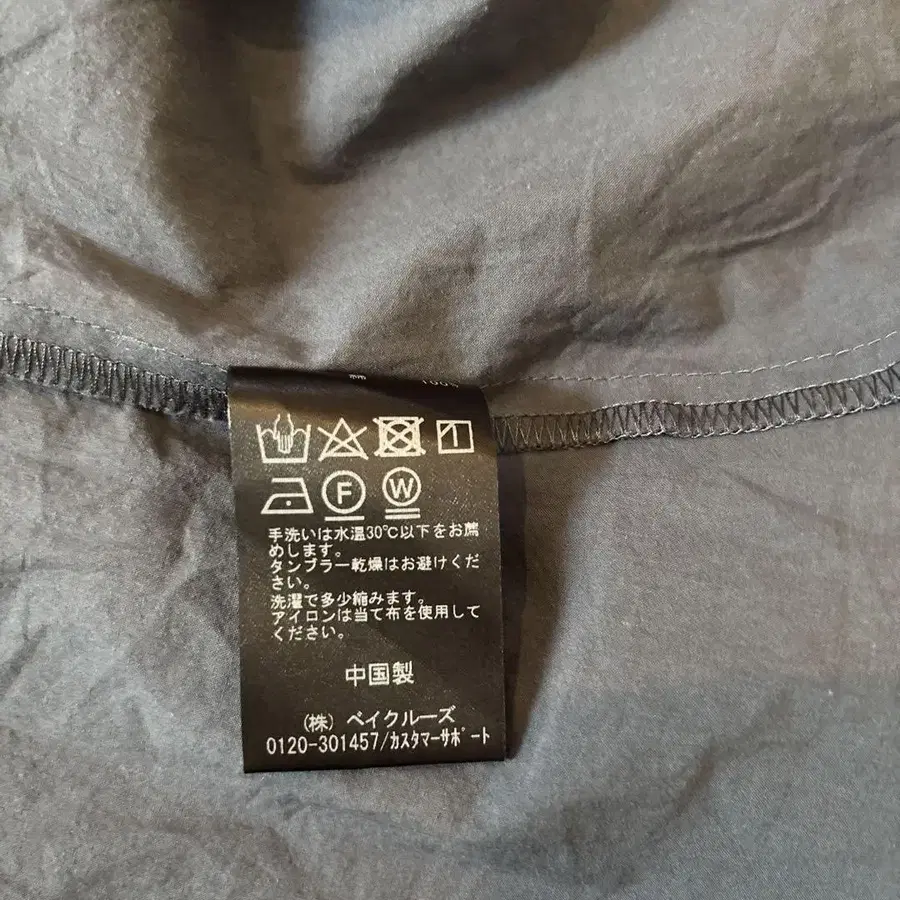 F W
手洗いは水温30℃以下をお薦
めします。
タンブラー乾燥はお避けくだ
さい。
洗濯で多少縮みます。
アイロンは当て布を使用して
ください。
中国製
(株) ベイクルーズ
0120-301457/カスタマーサポート